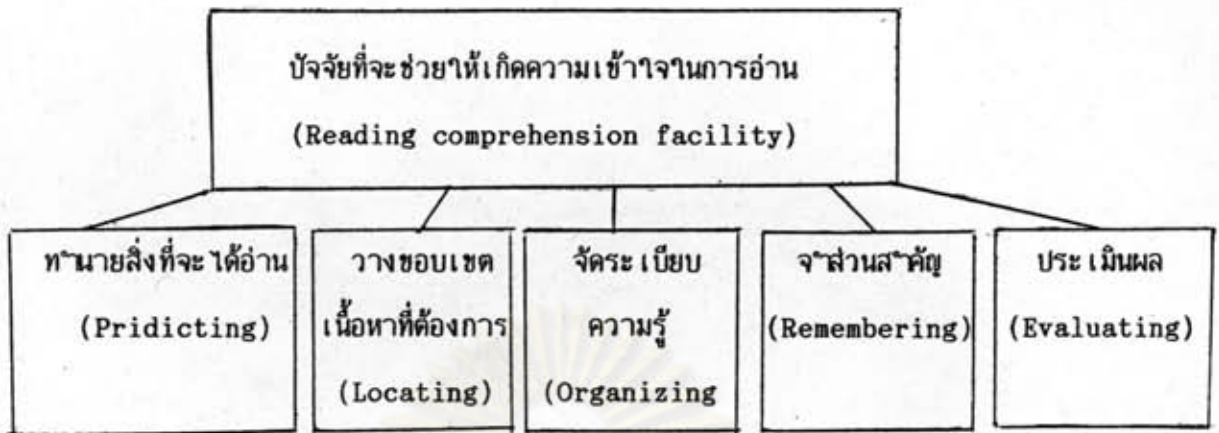 ปัจจัยที่จะช่วยให้เกิดความเข้าใจในการอ่าน
(Reading comprehension facility)
ทำนายสิ่งที่จะได้อ่าน
(Pridicting)
วางขอบเขต
เนื้อหาที่ต้องการ
(Locating)
จัดระเบียบ
ความรู้
(Organizing
จำส่วนสำคัญ
(Remembering)
ประเมินผล
(Evaluating)